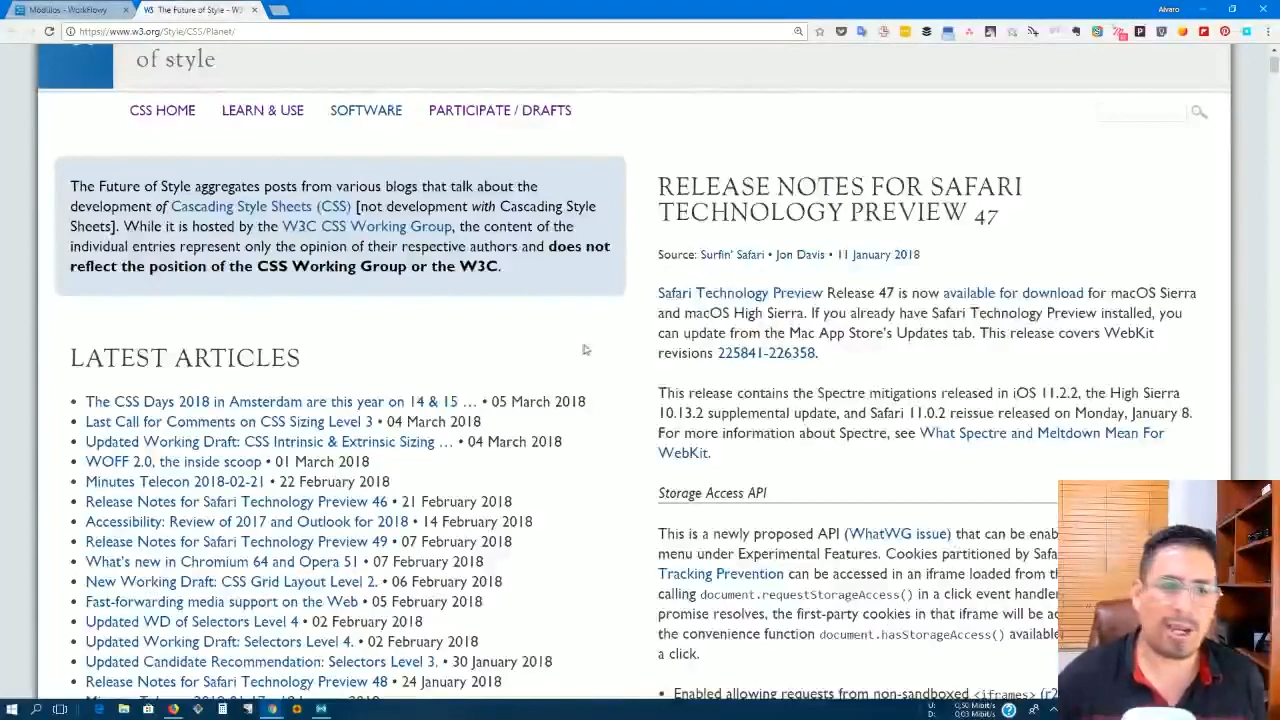 Módulos - WorkFlowy
The Future of Style - W3
Alvaro
https://www.w3.org/Style/CSS/Planet/
of style
CSS HOME LEARN & USE SOFTWARE PARTICIPATE / DRAFTS
The Future of Style aggregates posts from various blogs that talk about the
development of Cascading Style Sheets (CSS) [not development with Cascading Style
Sheets]. While it is hosted by the W3C CSS Working Group, the content of the
individual entries represent only the opinion of their respective authors and does not
reflect the position of the CSS Working Group or the W3C.
LATEST ARTICLES
• The CSS Days 2018 in Amsterdam are this year on 14 & 15 … • 05 March 2018
• Last Call for Comments on CSS Sizing Level 3 • 04 March 2018
• Updated Working Draft: CSS Intrinsic & Extrinsic Sizing … • 04 March 2018
• WOFF 2.0, the inside scoop • 01 March 2018
• Minutes Telecon 2018-02-21 • 22 February 2018
• Release Notes for Safari Technology Preview 46 • 21 February 2018
• Accessibility: Review of 2017 and Outlook for 2018 • 14 February 2018
• Release Notes for Safari Technology Preview 49 • 07 February 2018
• What's new in Chromium 64 and Opera 51 • 07 February 2018
• New Working Draft: CSS Grid Layout Level 2. • 06 February 2018
• Fast-forwarding media support on the Web • 05 February 2018
• Updated WD of Selectors Level 4 • 02 February 2018
• Updated Working Draft: Selectors Level 4. • 02 February 2018
• Updated Candidate Recommendation: Selectors Level 3. • 30 January 2018
• Release Notes for Safari Technology Preview 48 • 24 January 2018
RELEASE NOTES FOR SAFARI
TECHNOLOGY PREVIEW 47
Source: Surfin' Safari • Jon Davis • 11 January 2018
Safari Technology Preview Release 47 is now available for download for macOS Sierra
and macOS High Sierra. If you already have Safari Technology Preview installed, you
can update from the Mac App Store's Updates tab. This release covers WebKit
revisions 225841-226358.
This release contains the Spectre mitigations released in iOS 11.2.2, the High Sierra
10.13.2 supplemental update, and Safari 11.0.2 reissue released on Monday, January 8.
For more information about Spectre, see What Spectre and Meltdown Mean For
WebKit.
Storage Access API
This is a newly proposed API (WhatWG issue) that can be enab
menu under Experimental Features. Cookies partitioned by Safa
Tracking Prevention can be accessed in an iframe loaded from th
calling document.requestStorageAccess() in a click event handler
promise resolves, the first-party cookies in that iframe will be ac
the convenience function document.hasStorageAccess() available
a click.
• Enabled allowing requests from non-sandboxed <iframes> (r2
U: 0,50 Mibit/s
D: 0,03 Mibit/s